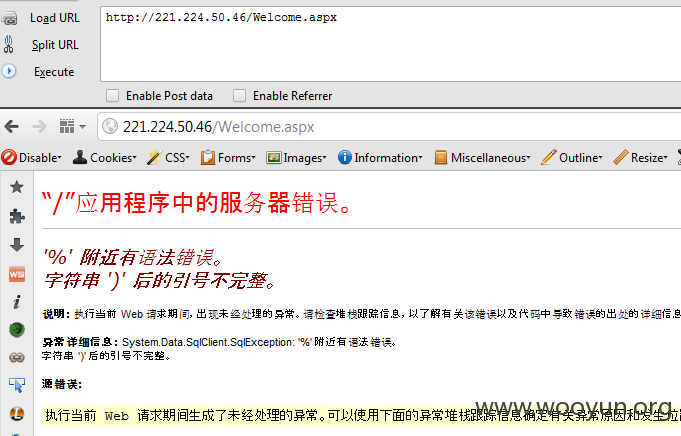 Load URL
http://221.224.50.46/Welcome.aspx
Split URL
Execute
Enable Post data Enable Referrer
221.224.50.46/Welcome.aspx
Disable Cookies CSS Forms Images Information Miscellaneous Outline Resize
“/”应用程序中的服务器错误。
'%' 附近有语法错误。
字符串 ')' 后的引号不完整。
说明: 执行当前 Web 请求期间，出现未经处理的异常。请检查堆栈跟踪信息，以了解有关该错误以及代码中导致错误的出处的详细信息
异常详细信息: System.Data.SqlClient.SqlException: '%' 附近有语法错误。
字符串 ')' 后的引号不完整。
源错误:
执行当前 Web 请求期间生成了未经处理的异常。可以使用下面的异常堆栈跟踪信息确定有关异常原因和发生位
www.wooyun.org